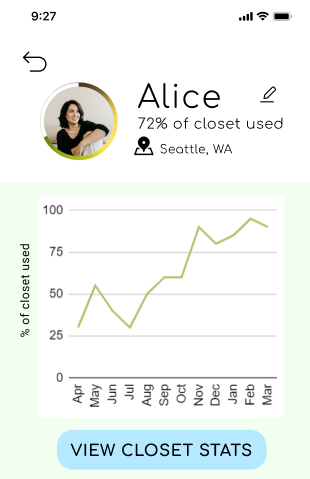 9:27
Alice
72% of closet used
Seattle, WA
% of closet used
100
75
50
25
0
Apr
May
Jun
Jul
Aug
Sep
Oct
Nov
Dec
Jan
Feb
Mar
VIEW CLOSET STATS